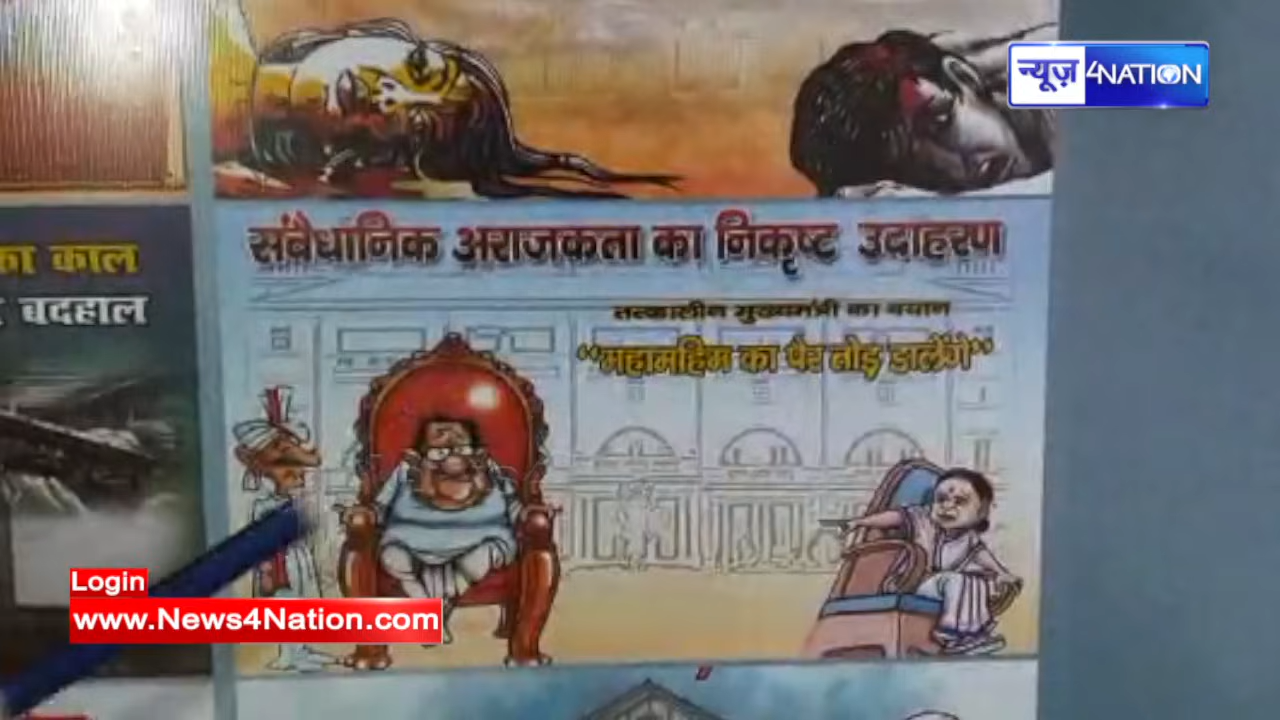 न्यूज़ 4NATION
संवैधानिक अराजकता का निकृष्ट उदाहरण
का काल
बदहाल
तत्कालीन मुख्यमंत्री का बयान
“महामहिम का पैर तोड़ डालेंगे”
Login
www.News4Nation.com